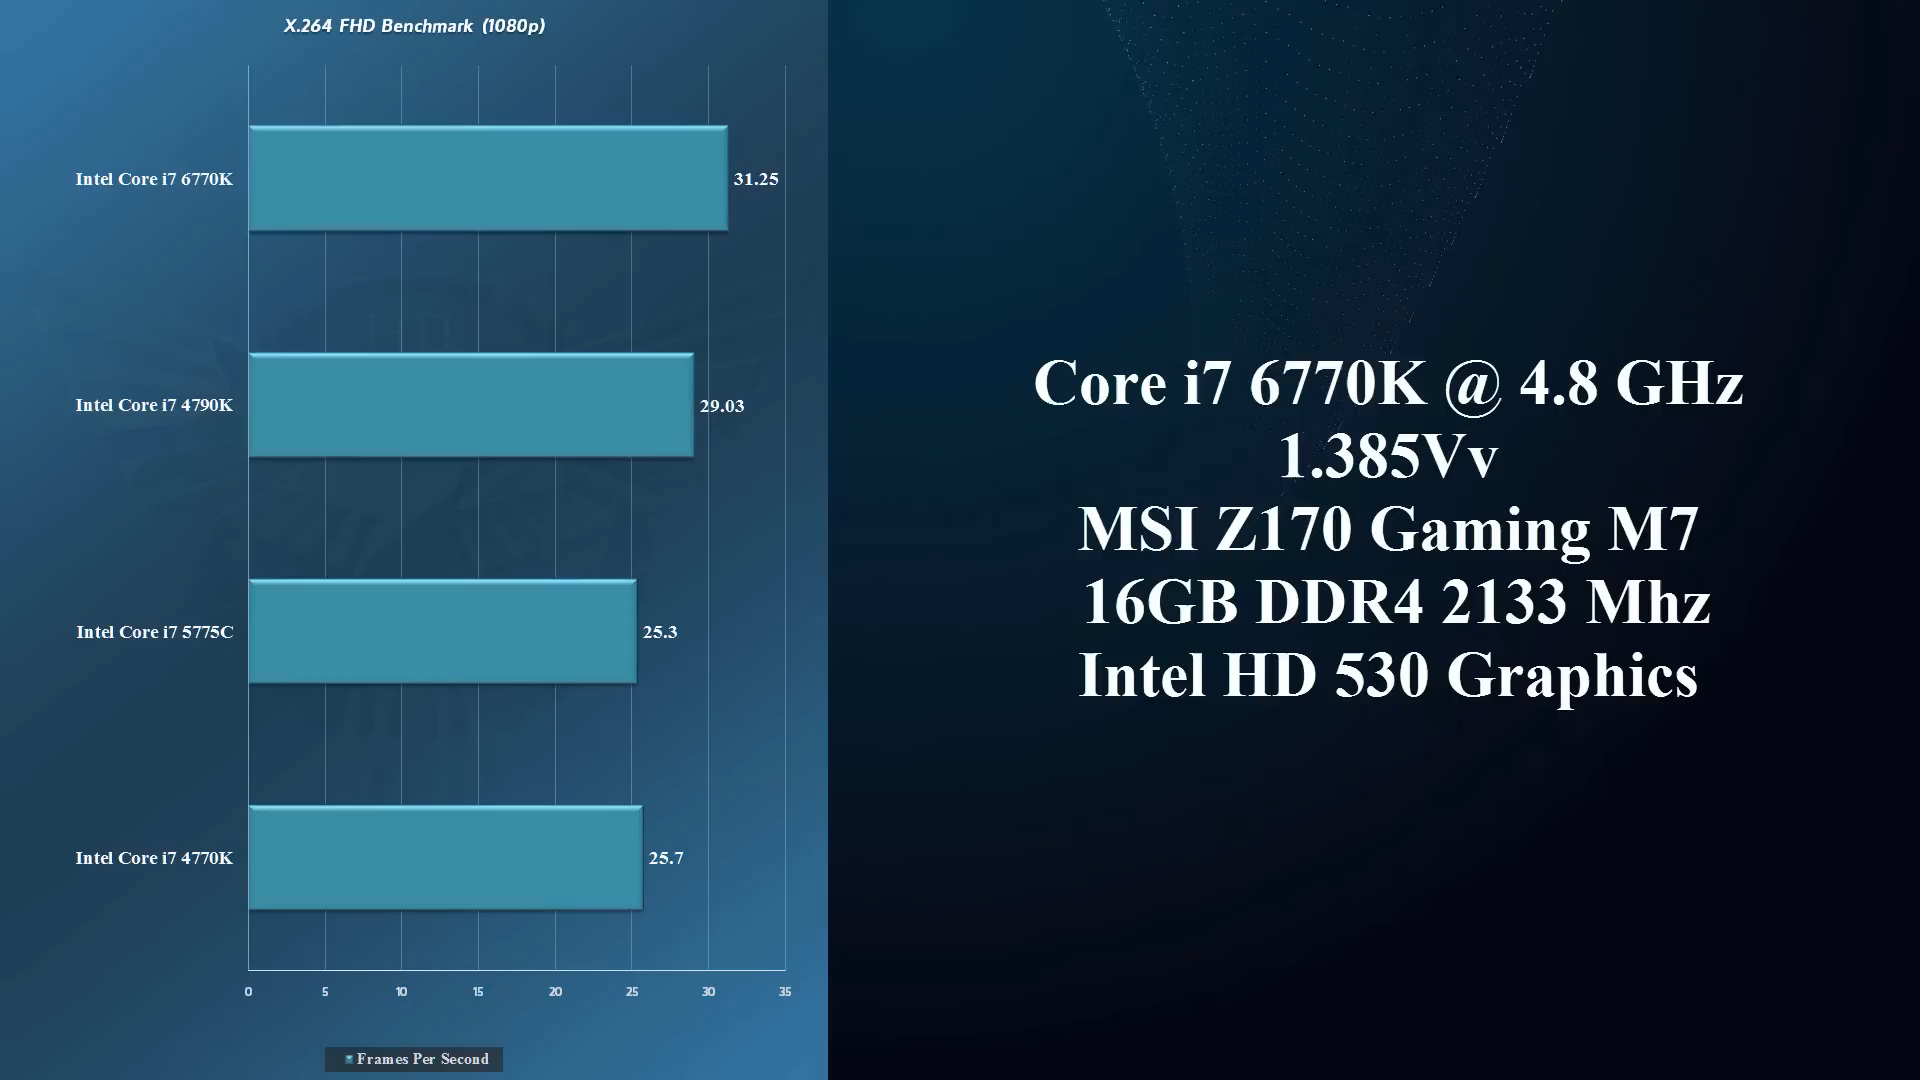 X.264 FHD Benchmark (1080p)
Intel Core i7 6770K
31.25
Intel Core i7 4790K
29.03
Intel Core i7 5775C
25.3
Intel Core i7 4770K
25.7
0 5 10 15 20 25 30 35
Frames Per Second
Core i7 6770K @ 4.8 GHz
1.385Vv
MSI Z170 Gaming M7
16GB DDR4 2133 Mhz
Intel HD 530 Graphics